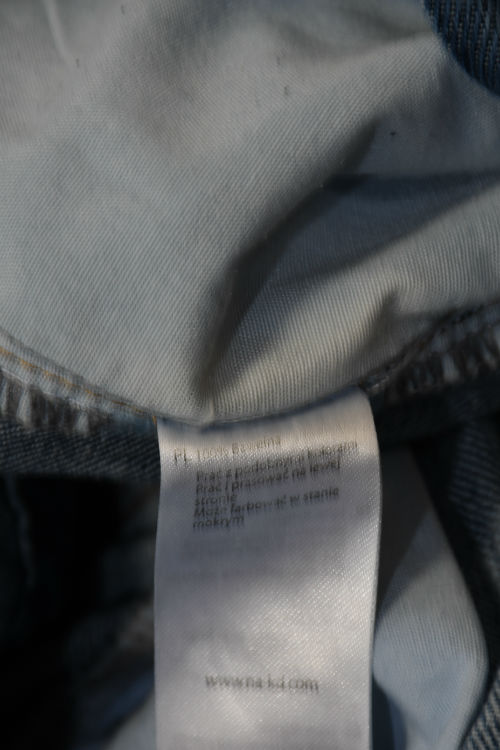 PL 100% Bawełna
Prać z podobnymi kolorami
Prać i prasować na lewej
stronie
Może farbować w stanie
mokrym
www.na-kd.com